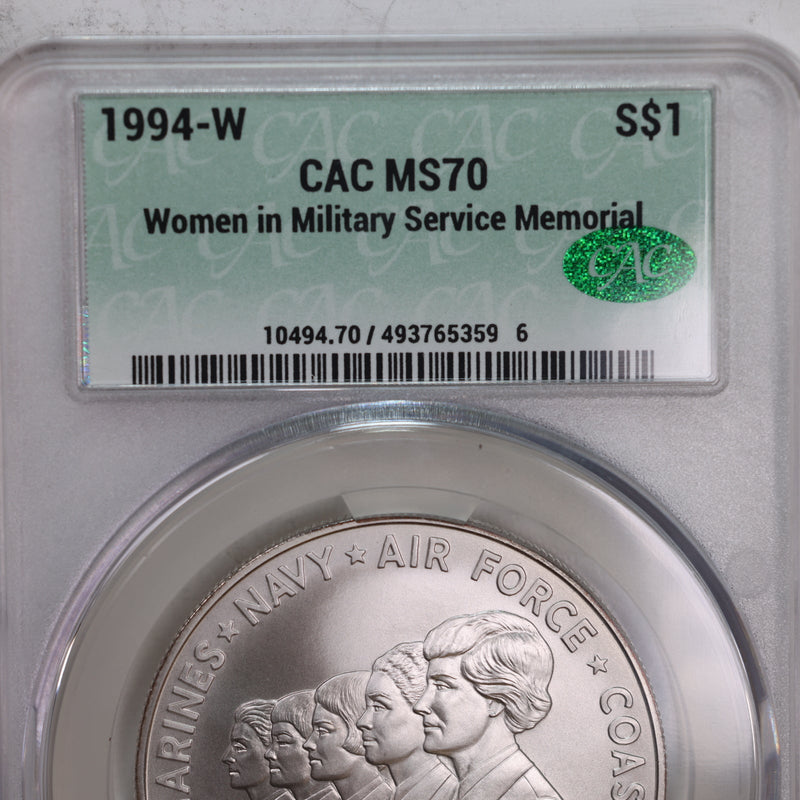 1994-W S$1
CAC MS70
Women in Military Service Memorial
CAC
10494.70 / 493765359 6
ARINES ★ NAVY ★ AIR FORCE ★ COAS